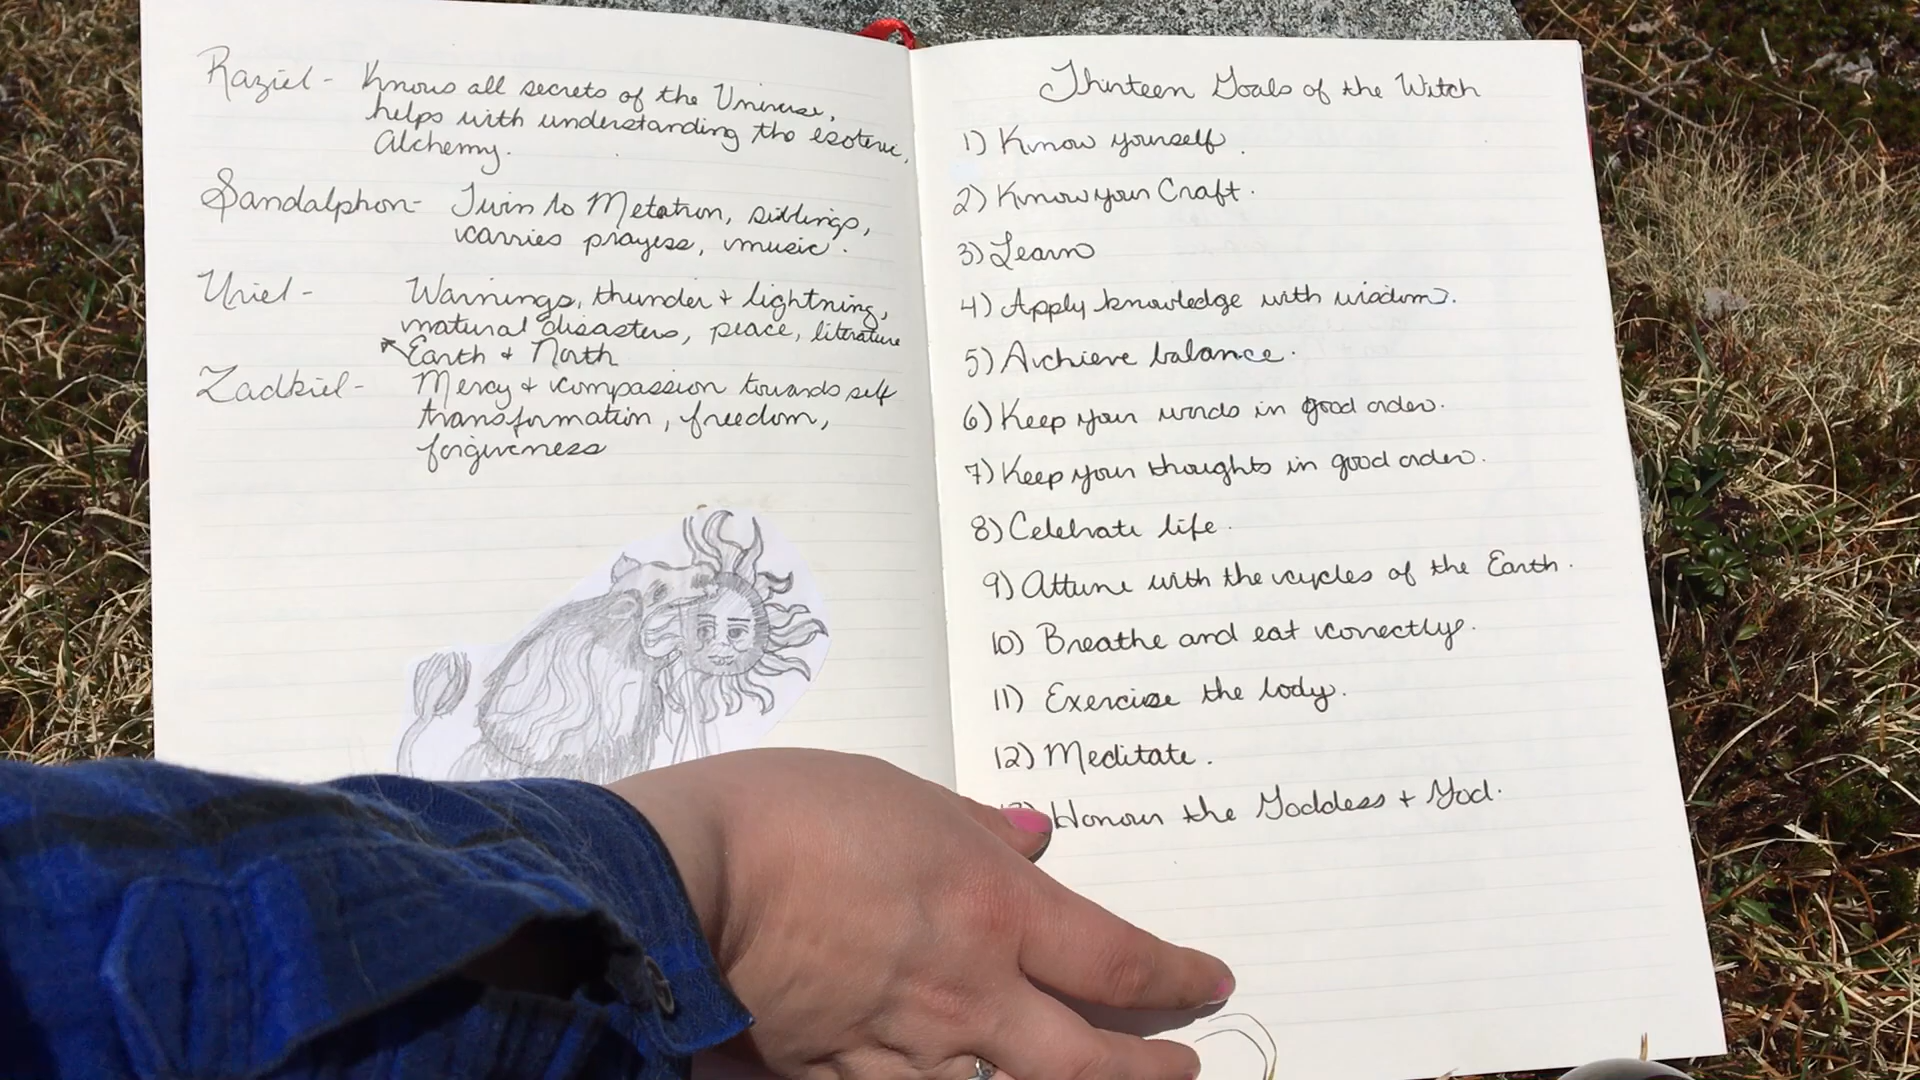 Raziel - Knows all secrets of the Universe,
helps with understanding the esoteric,
Alchemy.
Sandalphon - Twin to Metatron, siblings,
carries prayers, music.
Uriel - Warnings, thunder + lightning,
natural disasters, peace, literature
Earth + North
Zadkiel - Mercy + compassion towards self
transformation, freedom,
forgiveness
Thirteen Goals of the Witch
1) Know yourself.
2) Know your Craft.
3) Learn
4) Apply knowledge with wisdom.
5) Achieve balance.
6) Keep your words in good order.
7) Keep your thoughts in good order.
8) Celebrate life.
9) Attune with the cycles of the Earth.
10) Breathe and eat correctly.
11) Exercise the body.
12) Meditate.
13) Honour the Goddess + God.